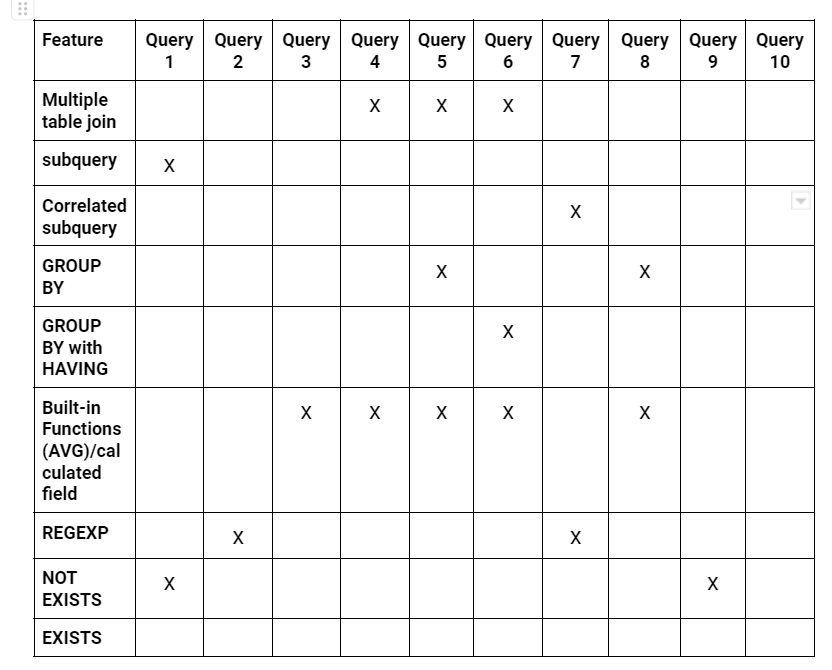 Feature Query 1 Query 2 Query 3 Query 4 Query 5 Query 6 Query 7 Query 8 Query 9 Query 10
Multiple table join X X X
subquery X
Correlated subquery X
GROUP BY X X
GROUP BY with HAVING X
Built-in Functions (AVG)/cal culated field X X X X X
REGEXP X X
NOT EXISTS X X
EXISTS